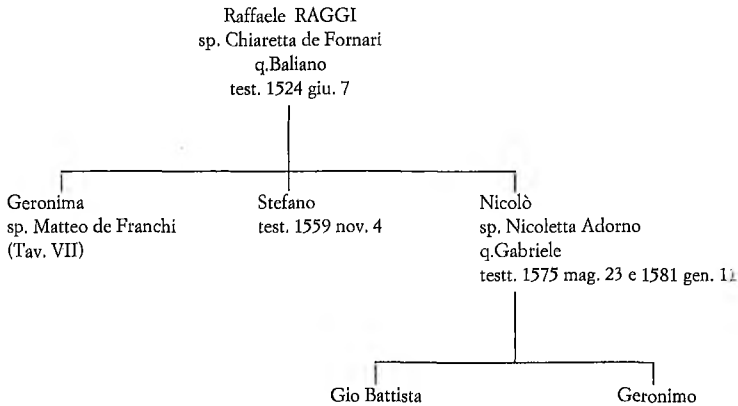 Raffaele RAGGI
sp. Chiaretta de Fornari
q.Baliano
test. 1524 giu. 7
Geronima
sp. Matteo de Franchi
(Tav. VII)
Stefano
test. 1559 nov. 4
Nicolò
sp. Nicoletta Adorno
q.Gabriele
testt. 1575 mag. 23 e 1581 gen.
Gio Battista
Geronimo